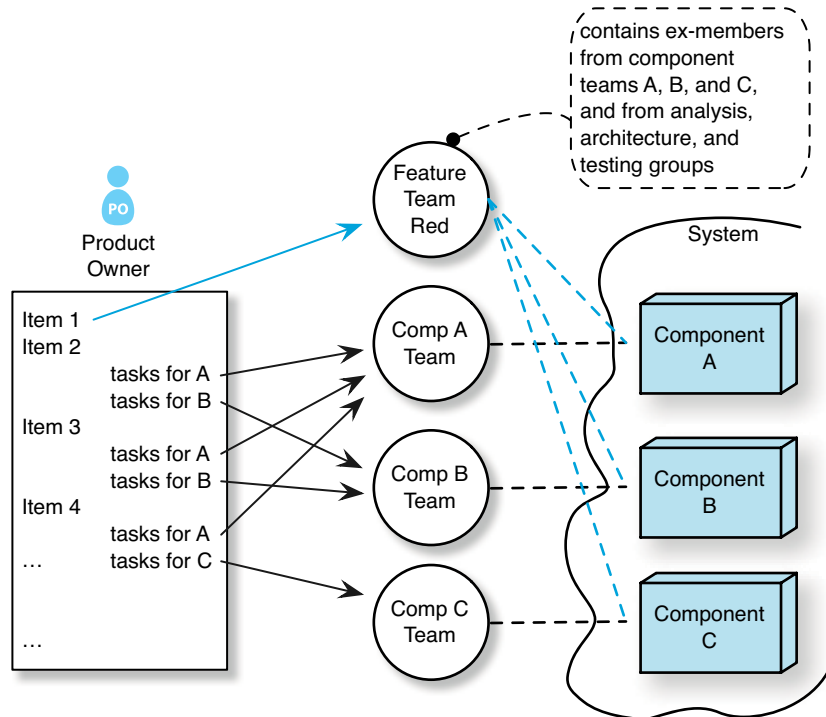 contains ex-members
from component
teams A, B, and C,
and from analysis,
architecture, and
testing groups
Feature
Team
Red
PO
Product
Owner
System
Item 1
Item 2
tasks for A
tasks for B
Item 3
tasks for A
tasks for B
Item 4
tasks for A
...
tasks for C
...
Comp A
Team
Comp B
Team
Comp C
Team
Component
A
Component
B
Component
C